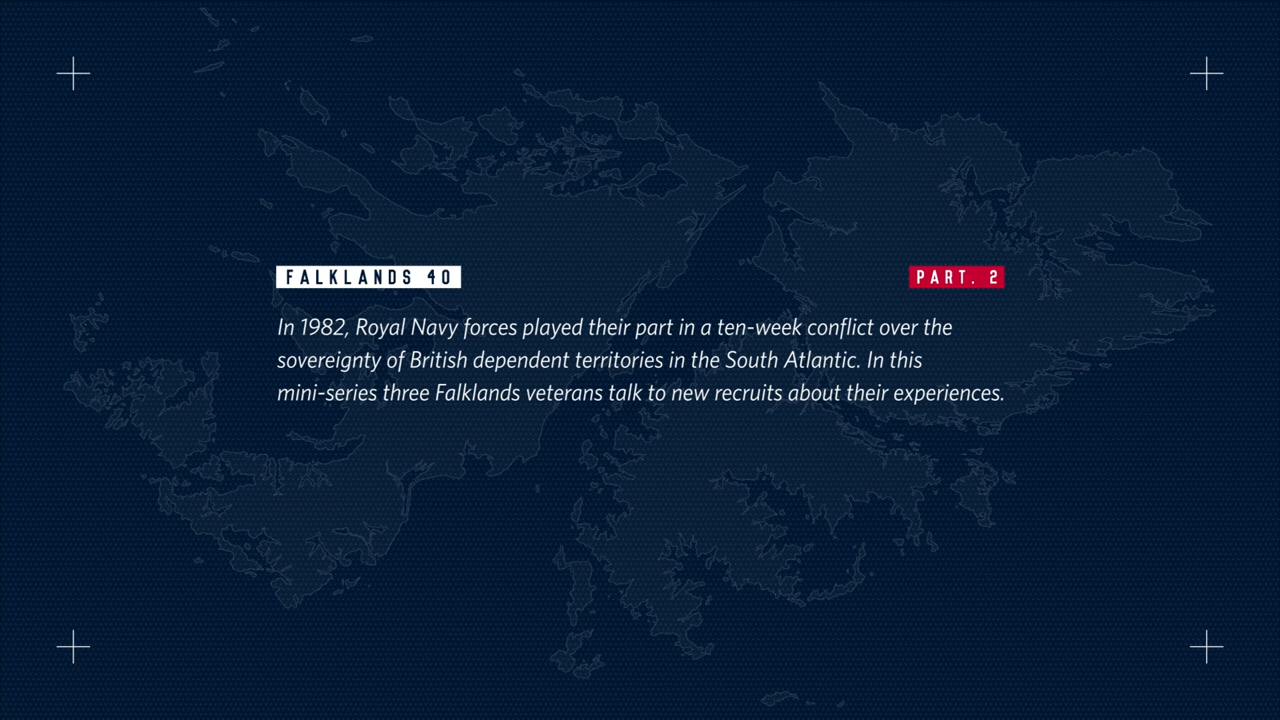 FALKLANDS 40 PART. 2
In 1982, Royal Navy forces played their part in a ten-week conflict over the
sovereignty of British dependent territories in the South Atlantic. In this
mini-series three Falklands veterans talk to new recruits about their experiences.